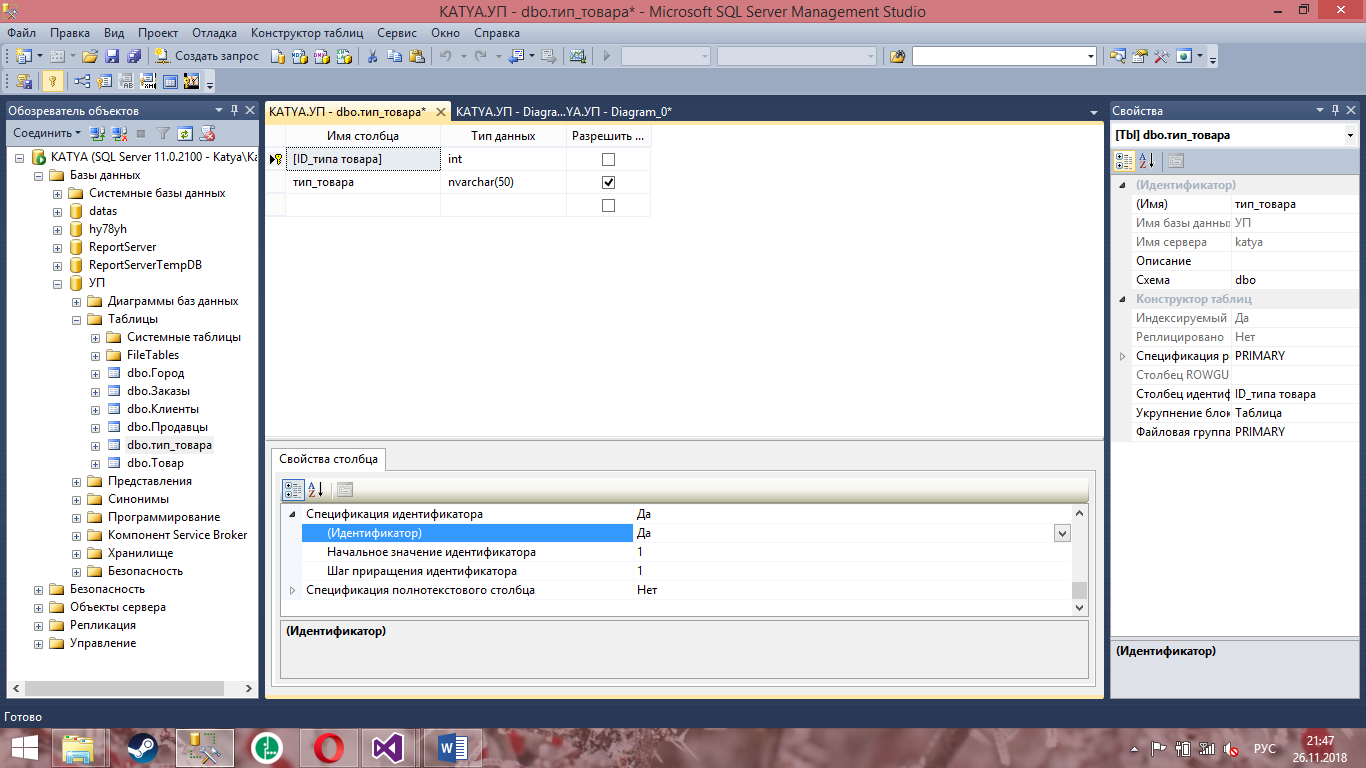 KATYA.УП - dbo.тип_товара* - Microsoft SQL Server Management Studio
Файл Правка Вид Проект Отладка Конструктор таблиц Сервис Окно Справка
Создать запрос
Обозреватель объектов
Соединить
KATYA (SQL Server 11.0.2100 - Katya\Ka
Базы данных
Системные базы данных
datas
hy78yh
ReportServer
ReportServerTempDB
УП
Диаграммы баз данных
Таблицы
Системные таблицы
FileTables
dbo.Город
dbo.Заказы
dbo.Клиенты
dbo.Продавцы
dbo.тип_товара
dbo.Товар
Представления
Синонимы
Программирование
Компонент Service Broker
Хранилище
Безопасность
Безопасность
Объекты сервера
Репликация
Управление
KATYA.УП - dbo.тип_товара* KATYA.УП - Diagra...YA.УП - Diagram_0*
Имя столбца Тип данных Разрешить ...
[ID_типа товара] int
тип_товара nvarchar(50)
Свойства столбца
Спецификация идентификатора Да
(Идентификатор) Да
Начальное значение идентификатора 1
Шаг приращения идентификатора 1
Спецификация полнотекстового столбца Нет
(Идентификатор)
Свойства
[Tbl] dbo.тип_товара
(Идентификатор)
(Имя) тип_товара
Имя базы данны УП
Имя сервера katya
Описание
Схема dbo
Конструктор таблиц
Индексируемый Да
Реплицировано Нет
Спецификация р PRIMARY
Столбец ROWGU
Столбец идентиф ID_типа товара
Укрупнение блок Таблица
Файловая группа PRIMARY
(Идентификатор)
Готово
РУС
21:47
26.11.2018